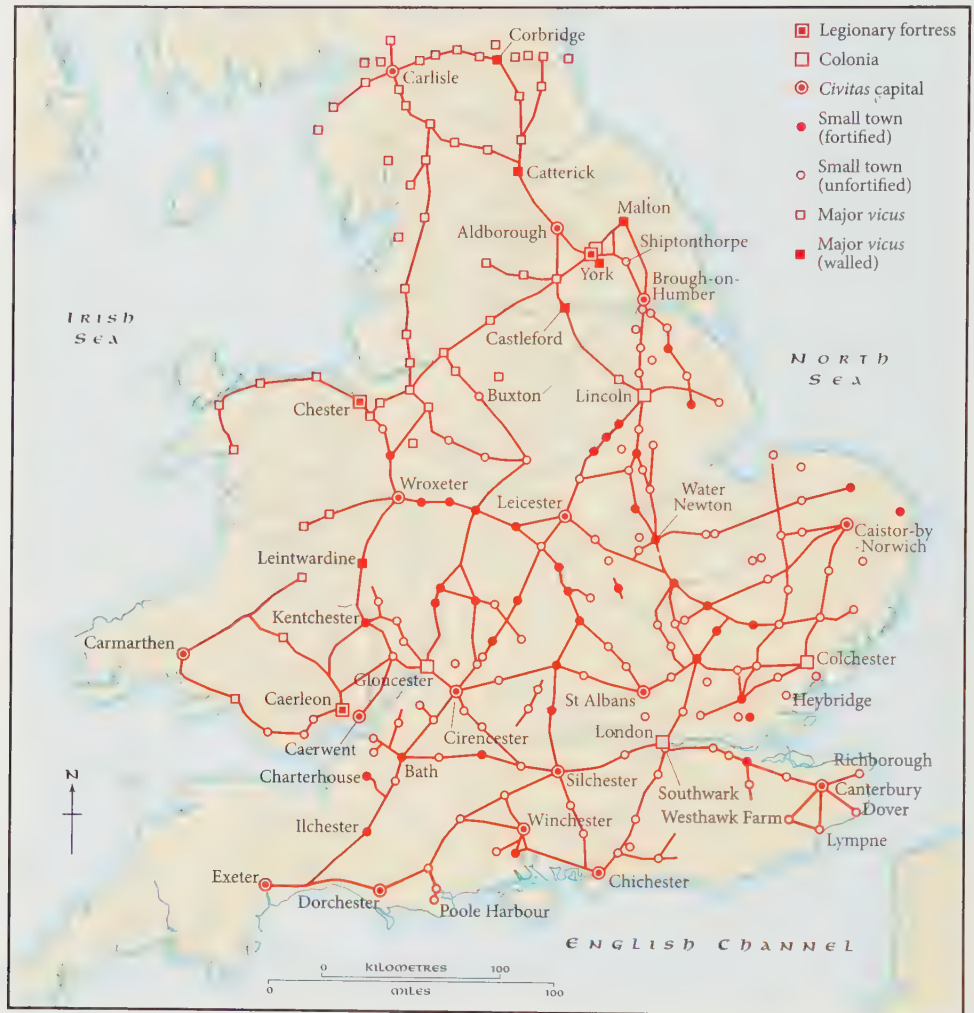 Legionary fortress
Colonia
Civitas capital
Small town
(fortified)
Small town
(unfortified)
Major vicus
Major vicus
(walled)
Corbridge
Carlisle
Catterick
Malton
Aldborough
Shiptonthorpe
York
Brough-on-
Humber
Castleford
IRISH
SEA
NORTH
SEA
Buxton
Lincoln
Chester
Wroxeter
Leicester
Water
Newton
Caistor-by
-Norwich
Leintwardine
Kentchester
Carmarthen
Gloucester
Colchester
Caerleon
St Albans
Heybridge
Caerwent
Cirencester
London
Bath
Richborough
Charterhouse
Silchester
Southwark
Canterbury
Westhawk Farm
Dover
Ilchester
Winchester
Lympne
N
Exeter
Chichester
Dorchester
Poole Harbour
ENGLISH CHANNEL
0 KILOMETRES 100
0 MILES 100